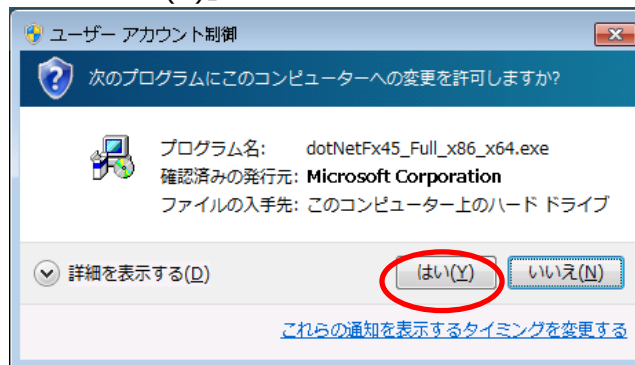 ユーザー アカウント制御
次のプログラムにこのコンピューターへの変更を許可しますか?
プログラム名: dotNetFx45_Full_x86_x64.exe
確認済みの発行元: Microsoft Corporation
ファイルの入手先: このコンピューター上のハード ドライブ
詳細を表示する(D) はい(Y) いいえ(N)
これらの通知を表示するタイミングを変更する